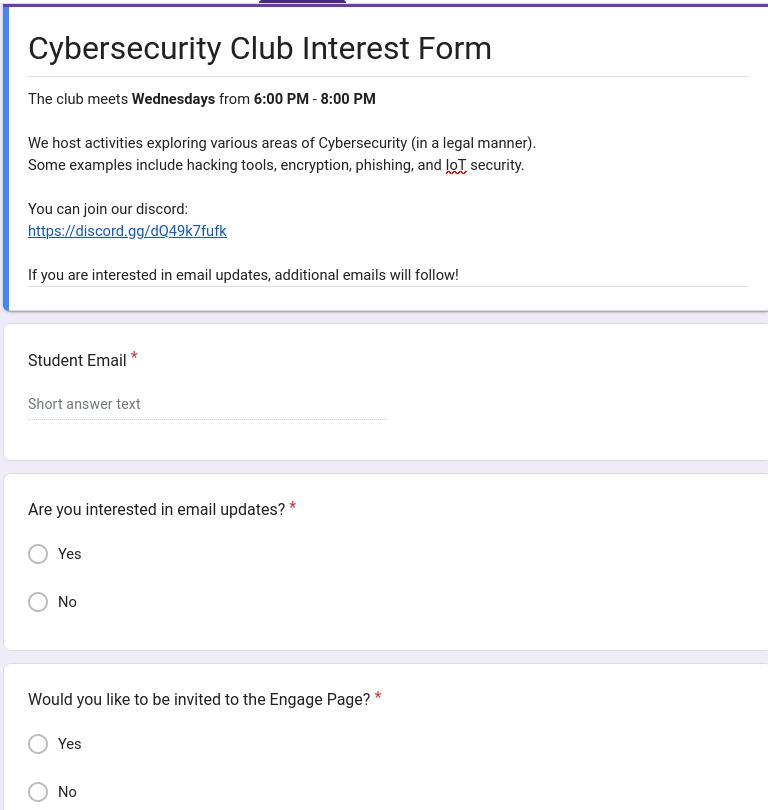 Cybersecurity Club Interest Form
The club meets Wednesdays from 6:00 PM - 8:00 PM
We host activities exploring various areas of Cybersecurity (in a legal manner).
Some examples include hacking tools, encryption, phishing, and IoT security.
You can join our discord:
https://discord.gg/dQ49k7fufk
If you are interested in email updates, additional emails will follow!
Student Email *
Short answer text
Are you interested in email updates? *
Yes
No
Would you like to be invited to the Engage Page? *
Yes
No